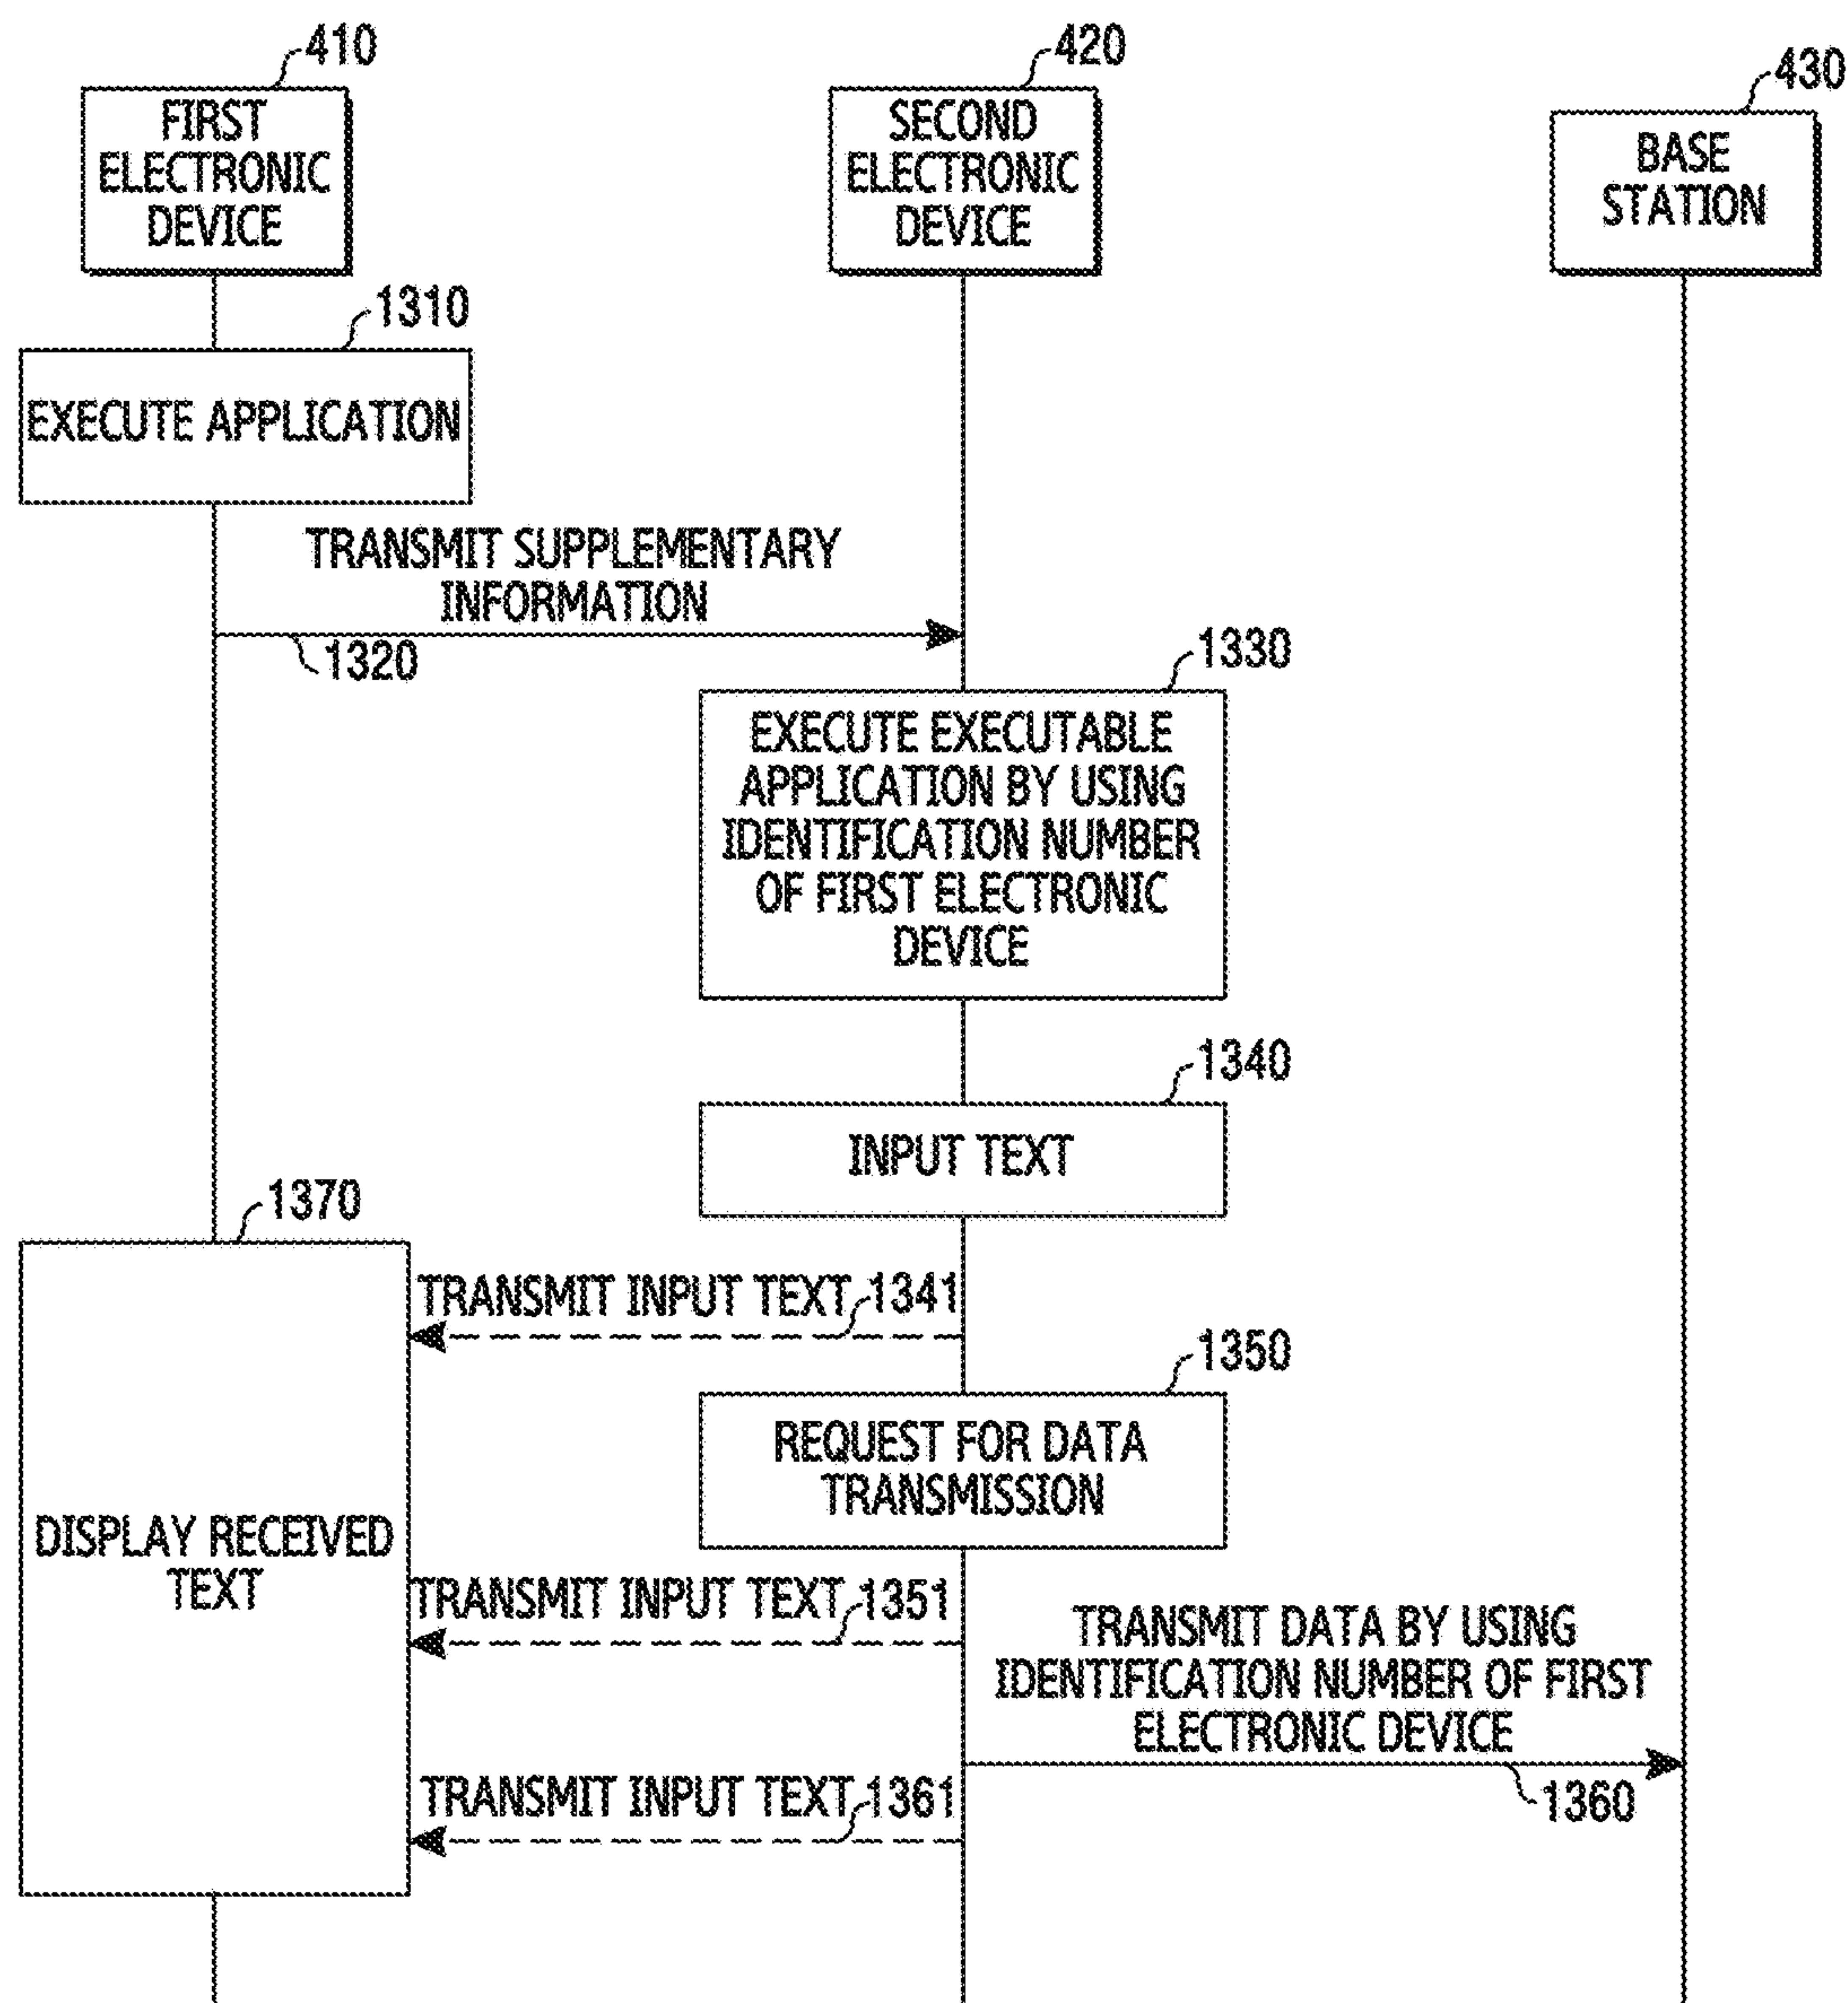 410
420
430
FIRST
ELECTRONIC
DEVICE
SECOND
ELECTRONIC
DEVICE
BASE
STATION
1310
EXECUTE APPLICATION
TRANSMIT SUPPLEMENTARY
INFORMATION
1320
1330
EXECUTE EXECUTABLE
APPLICATION BY USING
IDENTIFICATION NUMBER
OF FIRST ELECTRONIC
DEVICE
1340
INPUT TEXT
1370
TRANSMIT INPUT TEXT 1341
1350
REQUEST FOR DATA
TRANSMISSION
DISPLAY RECEIVED
TEXT
TRANSMIT INPUT TEXT 1351
TRANSMIT DATA BY USING
IDENTIFICATION NUMBER OF FIRST
ELECTRONIC DEVICE
1360
TRANSMIT INPUT TEXT 1361